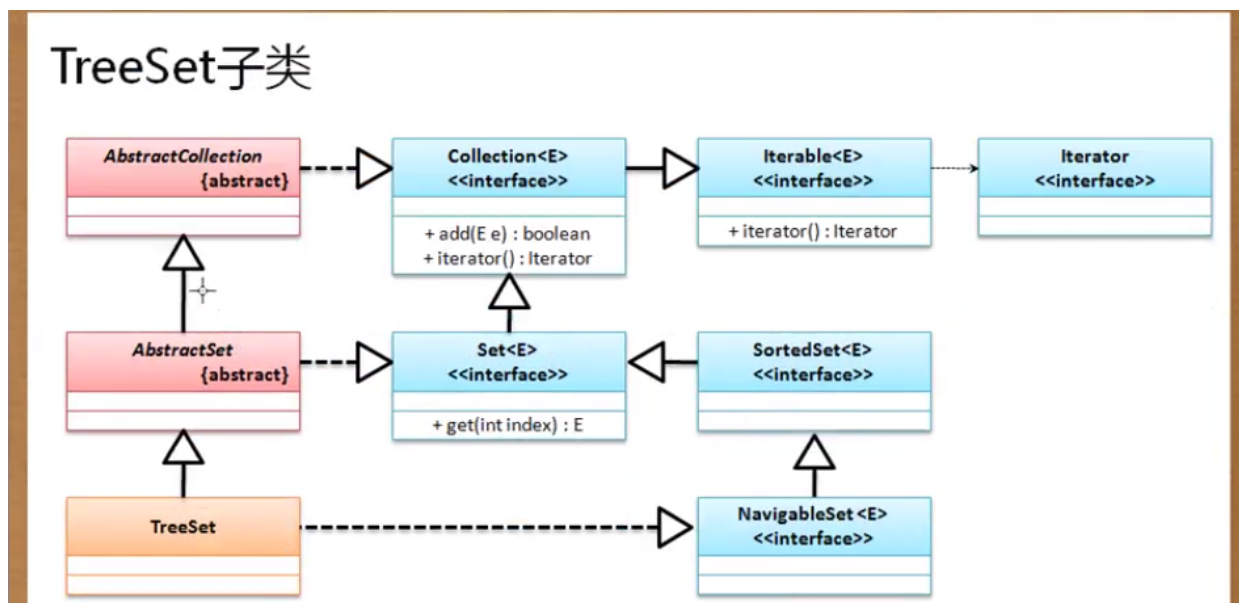 TreeSet子类
AbstractCollection
{abstract}
Collection<E>
<<interface>>
+ add(E e) : boolean
+ iterator() : Iterator
Iterable<E>
<<interface>>
+ iterator() : Iterator
Iterator
<<interface>>
AbstractSet
{abstract}
Set<E>
<<interface>>
+ get(int index) : E
SortedSet<E>
<<interface>>
TreeSet
NavigableSet <E>
<<interface>>